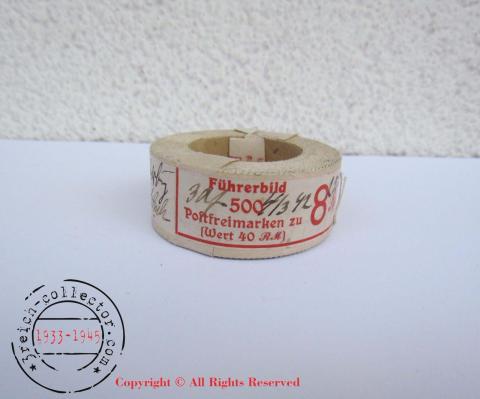 Führerbild
500
Postfreimarken zu 8
(Wert 40 RM)
3reich-collector.com
1933-1945
Copyright © All Rights Reserved